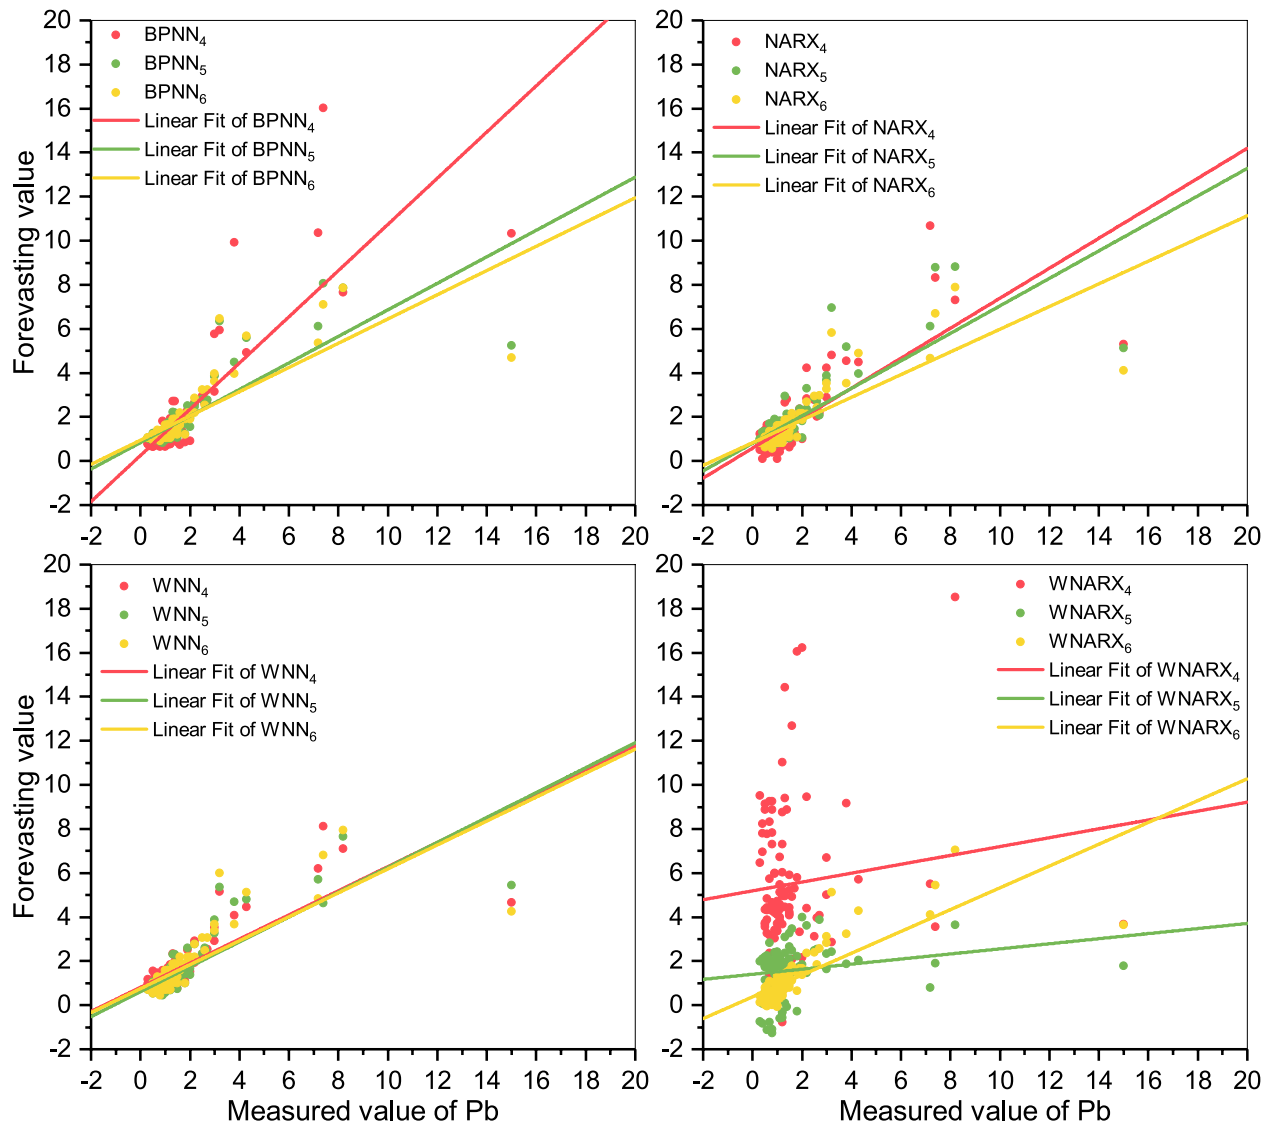 20
18
16
14
12
10
8
6
4
2
0
-2
Forevasting value
BPNN4
BPNN5
BPNN6
Linear Fit of BPNN4
Linear Fit of BPNN5
Linear Fit of BPNN6
-2 0 2 4 6 8 10 12 14 16 18 20
20
18
16
14
12
10
8
6
4
2
0
-2
NARX4
NARX5
NARX6
Linear Fit of NARX4
Linear Fit of NARX5
Linear Fit of NARX6
-2 0 2 4 6 8 10 12 14 16 18 20
20
18
16
14
12
10
8
6
4
2
0
-2
Forevasting value
WNN4
WNN5
WNN6
Linear Fit of WNN4
Linear Fit of WNN5
Linear Fit of WNN6
-2 0 2 4 6 8 10 12 14 16 18 20
Measured value of Pb
20
18
16
14
12
10
8
6
4
2
0
-2
WNARX4
WNARX5
WNARX6
Linear Fit of WNARX4
Linear Fit of WNARX5
Linear Fit of WNARX6
-2 0 2 4 6 8 10 12 14 16 18 20
Measured value of Pb